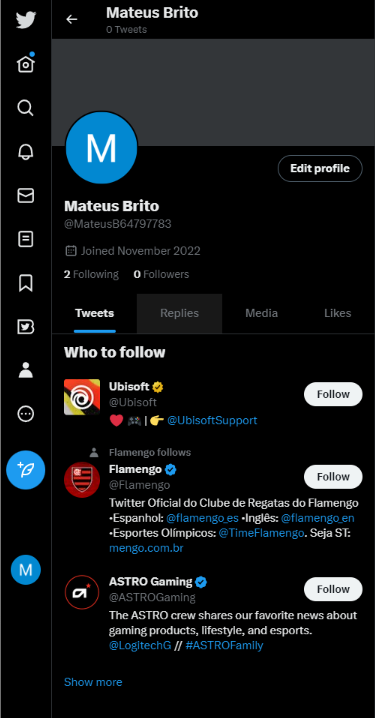 Mateus Brito
0 Tweets
M
Edit profile
Mateus Brito
@MateusB64797783
Joined November 2022
2 Following 0 Followers
Tweets Replies Media Likes
Who to follow
Ubisoft
@Ubisoft
Follow
❤️ 🎮 | 👉 @UbisoftSupport
Flamengo follows
Flamengo
@Flamengo
Follow
Twitter Oficial do Clube de Regatas do Flamengo
•Espanhol: @flamengo_es •Inglês: @flamengo_en
•Esportes Olímpicos: @TimeFlamengo. Seja ST:
mengo.com.br
M
ASTRO Gaming
@ASTROGaming
Follow
The ASTRO crew shares our favorite news about
gaming products, lifestyle, and esports.
@LogitechG // #ASTROFamily
Show more